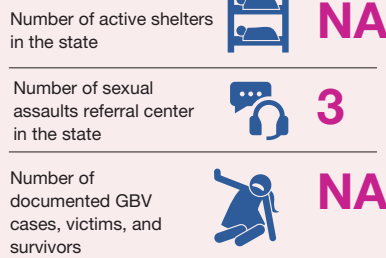 Number of active shelters
in the state
NA
Number of sexual
assaults referral center
in the state
3
Number of
documented GBV
cases, victims, and
survivors
NA